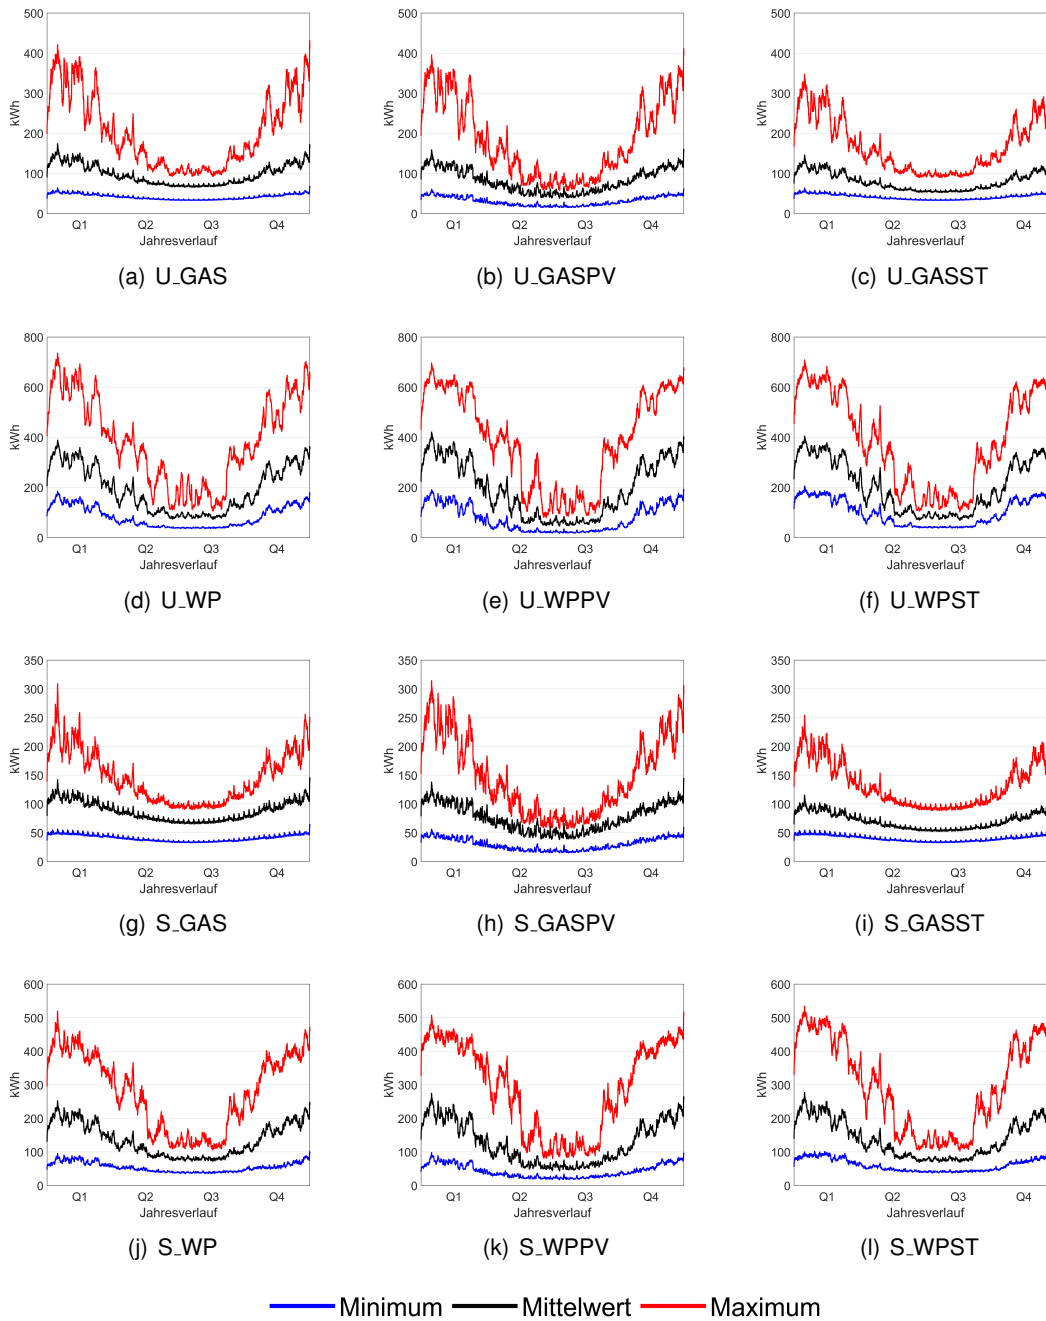 500
400
300
200
100
0
kWh
Q1 Q2 Q3 Q4
Jahresverlauf
(a) U_GAS
500
400
300
200
100
0
kWh
Q1 Q2 Q3 Q4
Jahresverlauf
(b) U_GASPV
500
400
300
200
100
0
kWh
Q1 Q2 Q3 Q4
Jahresverlauf
(c) U_GASST
800
600
400
200
0
kWh
Q1 Q2 Q3 Q4
Jahresverlauf
(d) U_WP
800
600
400
200
0
kWh
Q1 Q2 Q3 Q4
Jahresverlauf
(e) U_WPPV
800
600
400
200
0
kWh
Q1 Q2 Q3 Q4
Jahresverlauf
(f) U_WPST
350
300
250
200
150
100
50
0
kWh
Q1 Q2 Q3 Q4
Jahresverlauf
(g) S_GAS
350
300
250
200
150
100
50
0
kWh
Q1 Q2 Q3 Q4
Jahresverlauf
(h) S_GASPV
350
300
250
200
150
100
50
0
kWh
Q1 Q2 Q3 Q4
Jahresverlauf
(i) S_GASST
600
500
400
300
200
100
0
kWh
Q1 Q2 Q3 Q4
Jahresverlauf
(j) S_WP
600
500
400
300
200
100
0
kWh
Q1 Q2 Q3 Q4
Jahresverlauf
(k) S_WPPV
600
500
400
300
200
100
0
kWh
Q1 Q2 Q3 Q4
Jahresverlauf
(l) S_WPST
Minimum Mittelwert Maximum